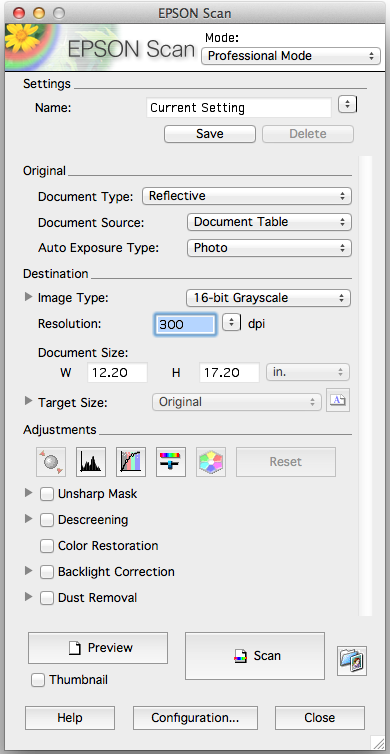 EPSON Scan
EPSON Scan
Mode:
Professional Mode
Settings
Name: Current Setting
Save Delete
Original
Document Type: Reflective
Document Source: Document Table
Auto Exposure Type: Photo
Destination
Image Type: 16-bit Grayscale
Resolution: 300 dpi
Document Size:
W 12.20 H 17.20 in.
Target Size: Original A
Adjustments
Reset
Unsharp Mask
Descreening
Color Restoration
Backlight Correction
Dust Removal
Preview Scan
Thumbnail
Help Configuration... Close